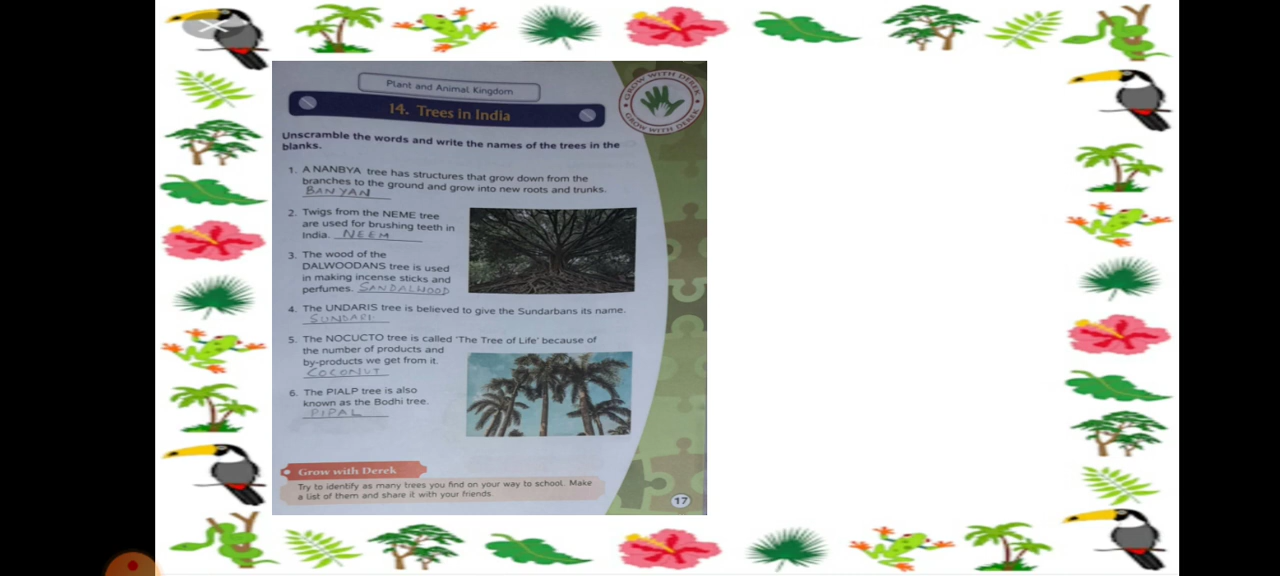 Plant and Animal Kingdom
14. Trees in India
GROW WITH DEREK
GROW WITH DEREK
Unscramble the words and write the names of the trees in the
blanks.
1. A NANBYA tree has structures that grow down from the
branches to the ground and grow into new roots and trunks.
BANYAN
2. Twigs from the NEME tree
are used for brushing teeth in
India. NEEM
3. The wood of the
DALWOODANS tree is used
in making incense sticks and
perfumes. SANDALWOOD
4. The UNDARIS tree is believed to give the Sundarbans its name.
SUNDARI
5. The NOCUCTO tree is called 'The Tree of Life' because of
the number of products and
by-products we get from it.
COCONUT
6. The PIALP tree is also
known as the Bodhi tree.
PIPAL
Grow with Derek
Try to identify as many trees you find on your way to school. Make
a list of them and share it with your friends.
17